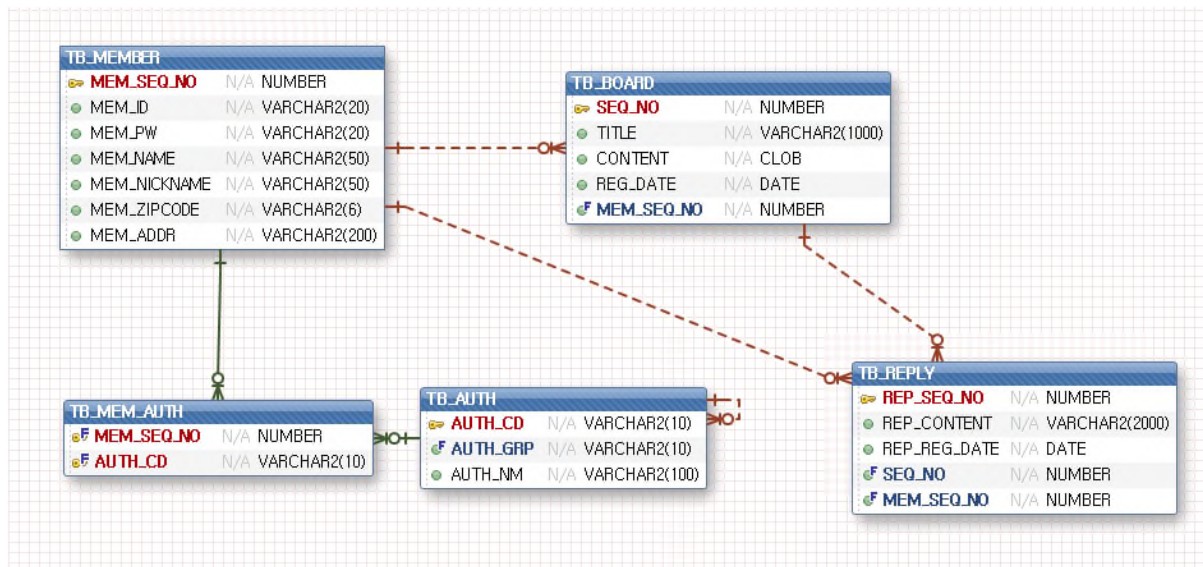 TB_MEMBER
MEM_SEQ_NO N/A NUMBER
MEM_ID N/A VARCHAR2(20)
MEM_PW N/A VARCHAR2(20)
MEM_NAME N/A VARCHAR2(50)
MEM_NICKNAME N/A VARCHAR2(50)
MEM_ZIPCODE N/A VARCHAR2(6)
MEM_ADDR N/A VARCHAR2(200)
TB_BOARD
SEQ_NO N/A NUMBER
TITLE N/A VARCHAR2(1000)
CONTENT N/A CLOB
REG_DATE N/A DATE
F MEM_SEQ_NO N/A NUMBER
TB_MEM_AUTH
F MEM_SEQ_NO N/A NUMBER
F AUTH_CD N/A VARCHAR2(10)
TB_AUTH
AUTH_CD N/A VARCHAR2(10)
F AUTH_GRP N/A VARCHAR2(10)
AUTH_NM N/A VARCHAR2(100)
TB_REPLY
REP_SEQ_NO N/A NUMBER
REP_CONTENT N/A VARCHAR2(2000)
REP_REG_DATE N/A DATE
F SEQ_NO N/A NUMBER
F MEM_SEQ_NO N/A NUMBER